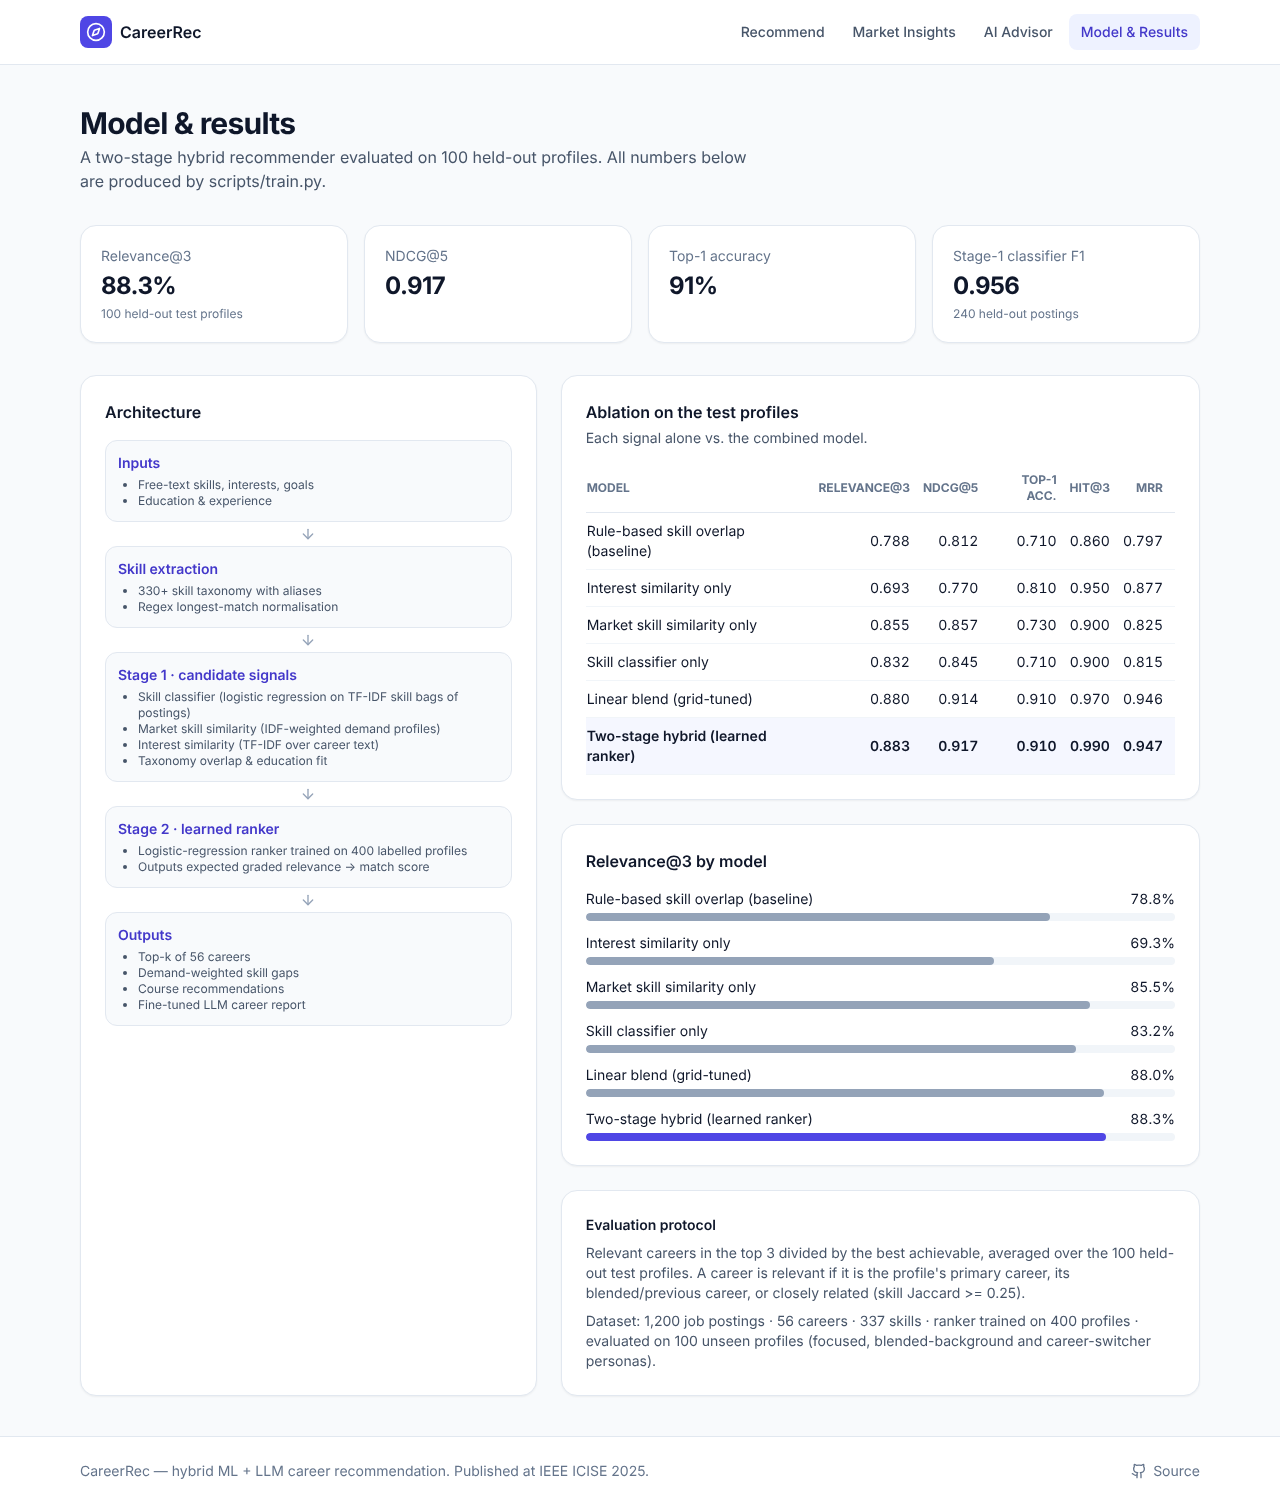 CareerRec
Recommend
Market Insights
AI Advisor
Model & Results
Model & results
A two-stage hybrid recommender evaluated on 100 held-out profiles. All numbers below
are produced by scripts/train.py.
Relevance@3
88.3%
100 held-out test profiles
NDCG@5
0.917
Top-1 accuracy
91%
Stage-1 classifier F1
0.956
240 held-out postings
Architecture
Inputs
• Free-text skills, interests, goals
• Education & experience
↓
Skill extraction
• 330+ skill taxonomy with aliases
• Regex longest-match normalisation
↓
Stage 1 · candidate signals
• Skill classifier (logistic regression on TF-IDF skill bags of
postings)
• Market skill similarity (IDF-weighted demand profiles)
• Interest similarity (TF-IDF over career text)
• Taxonomy overlap & education fit
↓
Stage 2 · learned ranker
• Logistic-regression ranker trained on 400 labelled profiles
• Outputs expected graded relevance → match score
↓
Outputs
• Top-k of 56 careers
• Demand-weighted skill gaps
• Course recommendations
• Fine-tuned LLM career report
Ablation on the test profiles
Each signal alone vs. the combined model.
MODEL RELEVANCE@3 NDCG@5 TOP-1 ACC. HIT@3 MRR
Rule-based skill overlap (baseline) 0.788 0.812 0.710 0.860 0.797
Interest similarity only 0.693 0.770 0.810 0.950 0.877
Market skill similarity only 0.855 0.857 0.730 0.900 0.825
Skill classifier only 0.832 0.845 0.710 0.900 0.815
Linear blend (grid-tuned) 0.880 0.914 0.910 0.970 0.946
Two-stage hybrid (learned ranker) 0.883 0.917 0.910 0.990 0.947
Relevance@3 by model
Rule-based skill overlap (baseline) 78.8%
Interest similarity only 69.3%
Market skill similarity only 85.5%
Skill classifier only 83.2%
Linear blend (grid-tuned) 88.0%
Two-stage hybrid (learned ranker) 88.3%
Evaluation protocol
Relevant careers in the top 3 divided by the best achievable, averaged over the 100 held-
out test profiles. A career is relevant if it is the profile's primary career, its
blended/previous career, or closely related (skill Jaccard >= 0.25).
Dataset: 1,200 job postings · 56 careers · 337 skills · ranker trained on 400 profiles ·
evaluated on 100 unseen profiles (focused, blended-background and career-switcher
personas).
CareerRec — hybrid ML + LLM career recommendation. Published at IEEE ICISE 2025.
Source